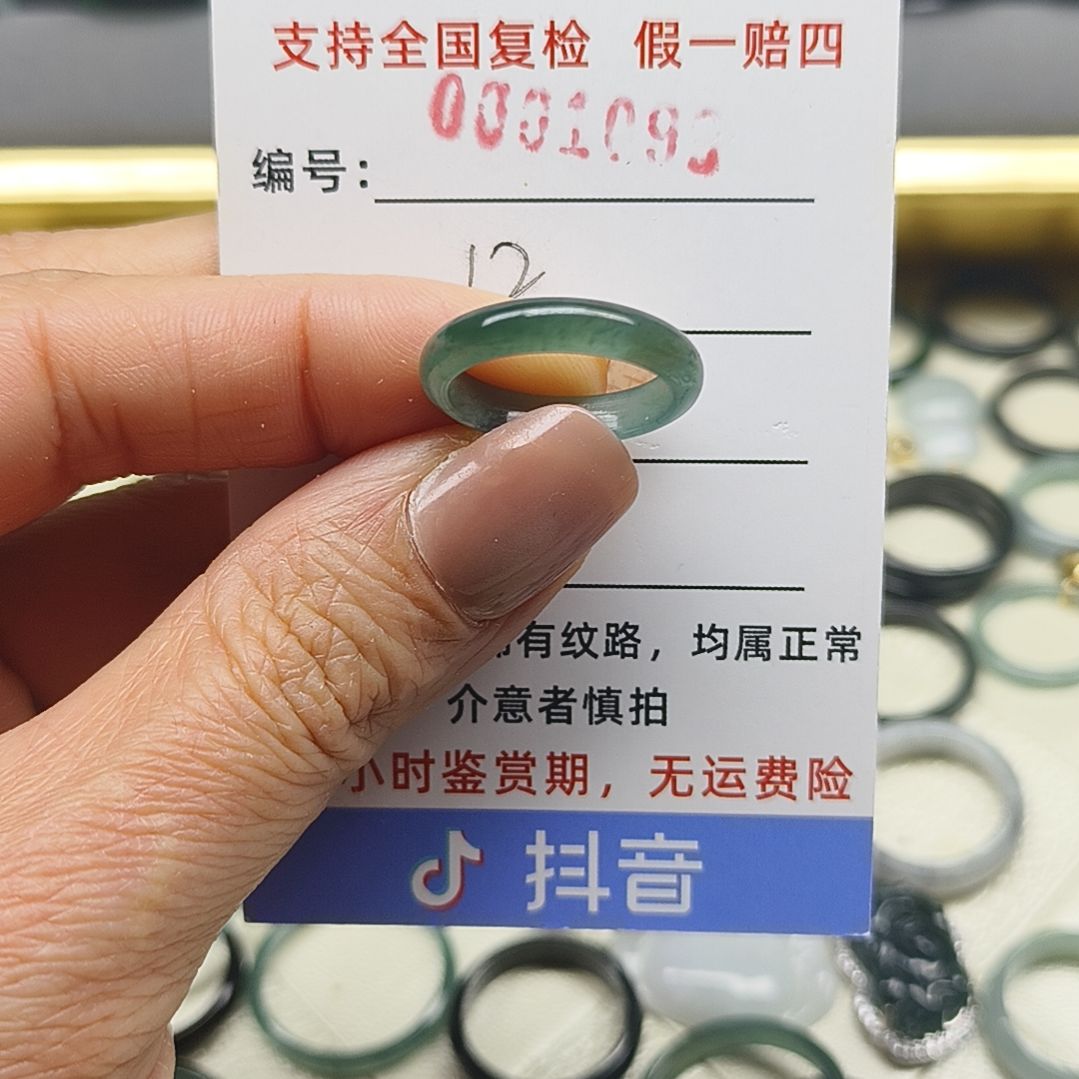 支持全国复检 假一赔四
0001093
编号：
12
有纹路，均属正常
介意者慎拍
小时鉴赏期，无运费险
抖音